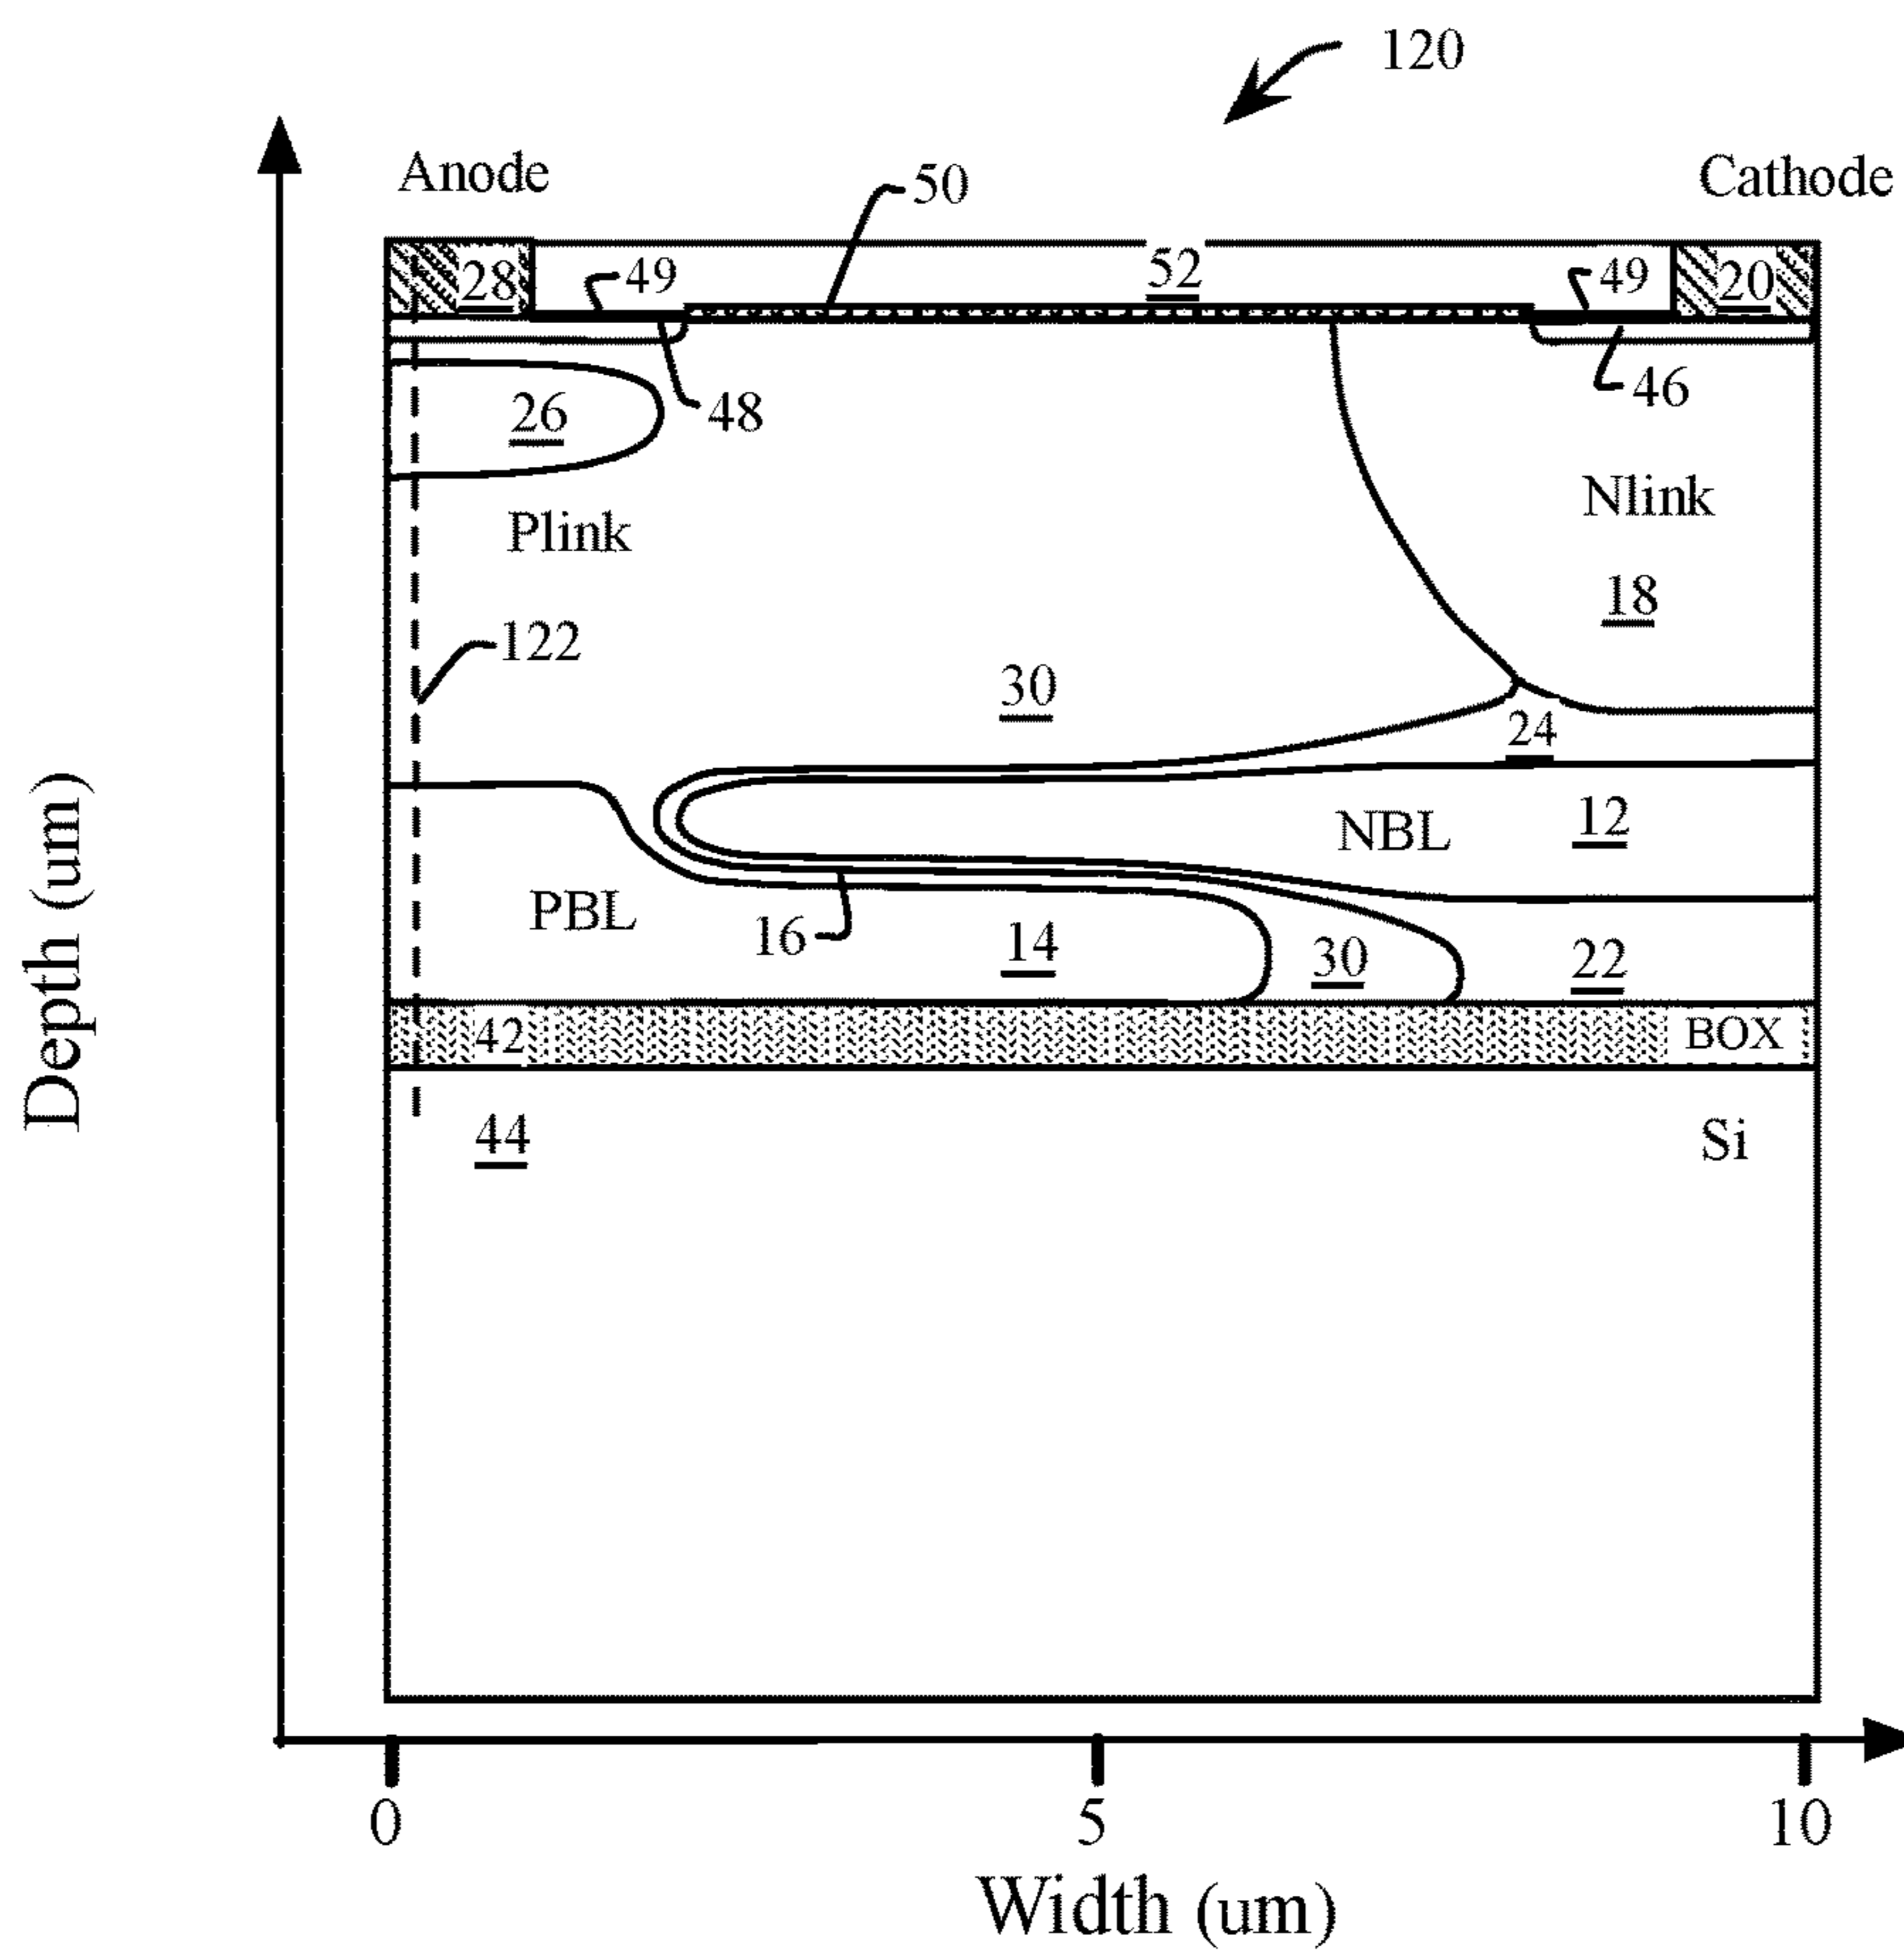 120
Anode
50
Cathode
28
49
52
49
20
26
48
46
Plink
Nlink
18
122
30
24
NBL
12
PBL
16
14
30
22
42
BOX
44
Si
Depth (um)
0
5
10
Width (um)